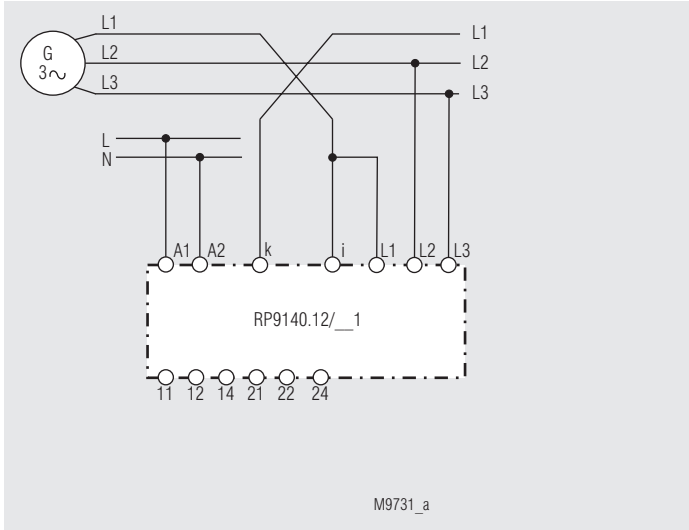 L1
L1
G
3~
L2
L2
L3
L3
L
N
A1 A2 k i L1 L2 L3
RP9140.12/__1
11 12 14 21 22 24
M9731_a